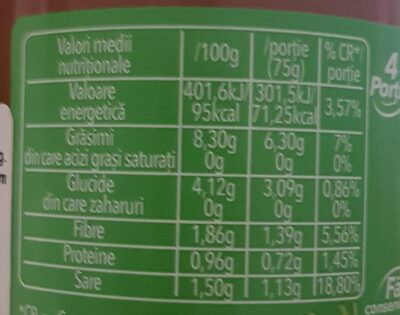 Valori medii nutriționale /100g /porție (75g) % CR*/ porție
Valoare energetică 401,6kJ/ 95kcal 301,5kJ/ 71,25kcal 3,57%
Grăsimi 8,30g 6,30g 7%
din care acizi grași saturați 0g 0g 0%
Glucide 4,12g 3,09g 0,86%
din care zaharuri 0g 0g 0%
Fibre 1,86g 1,39g 5,56%
Proteine 0,96g 0,72g 1,45%
Sare 1,50g 1,13g 18,80%
4